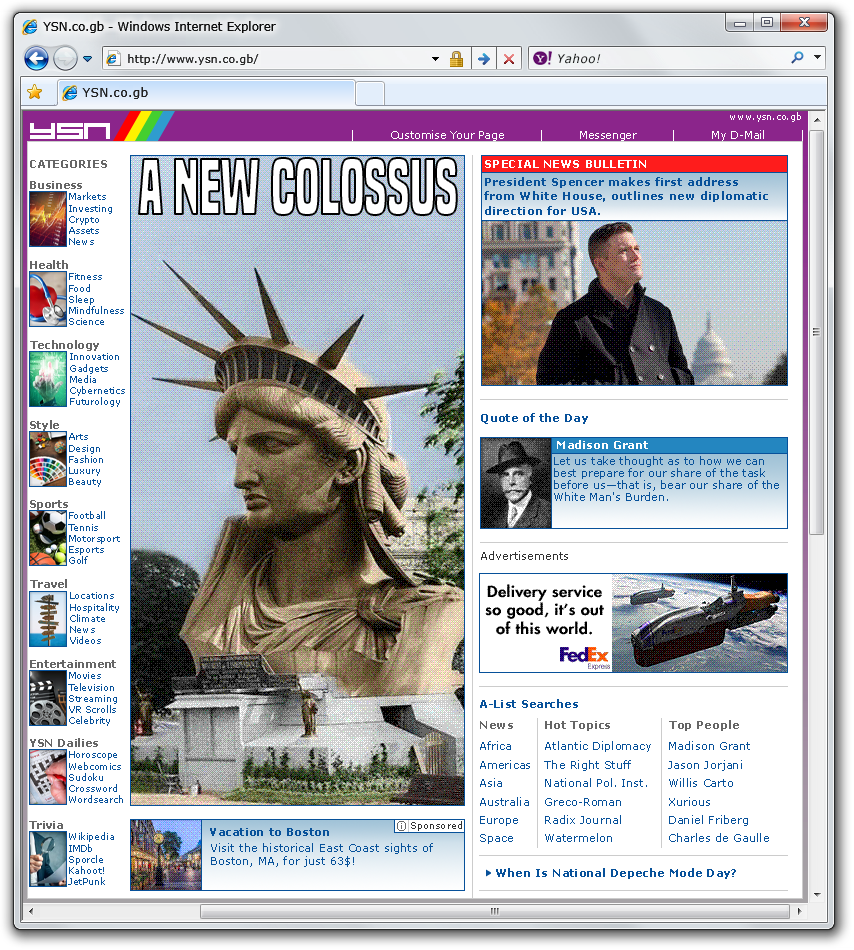 YSN.co.gb - Windows Internet Explorer
http://www.ysn.co.gb/
Yahoo!
YSN.co.gb
ysn
www.ysn.co.gb
Customise Your Page
Messenger
My D-Mail
CATEGORIES
Business
Markets
Investing
Crypto
Assets
News
Health
Fitness
Food
Sleep
Mindfulness
Science
Technology
Innovation
Gadgets
Media
Cybernetics
Futurology
Style
Arts
Design
Fashion
Luxury
Beauty
Sports
Football
Tennis
Motorsport
Esports
Golf
Travel
Locations
Hospitality
Climate
News
Videos
Entertainment
Movies
Television
Streaming
VR Scrolls
Celebrity
YSN Dailies
Horoscope
Webcomics
Sudoku
Crossword
Wordsearch
Trivia
Wikipedia
IMDb
Sporcle
Kahoot!
JetPunk
A NEW COLOSSUS
Sponsored
Vacation to Boston
Visit the historical East Coast sights of
Boston, MA, for just 63$!
SPECIAL NEWS BULLETIN
President Spencer makes first address
from White House, outlines new diplomatic
direction for USA.
Quote of the Day
Madison Grant
Let us take thought as to how we can
best prepare for our share of the task
before us—that is, bear our share of the
White Man's Burden.
Advertisements
Delivery service
so good, it's out
of this world.
FedEx
Express
A-List Searches
News
Africa
Americas
Asia
Australia
Europe
Space
Hot Topics
Atlantic Diplomacy
The Right Stuff
National Pol. Inst.
Greco-Roman
Radix Journal
Watermelon
Top People
Madison Grant
Jason Jorjani
Willis Carto
Xurious
Daniel Friberg
Charles de Gaulle
When Is National Depeche Mode Day?